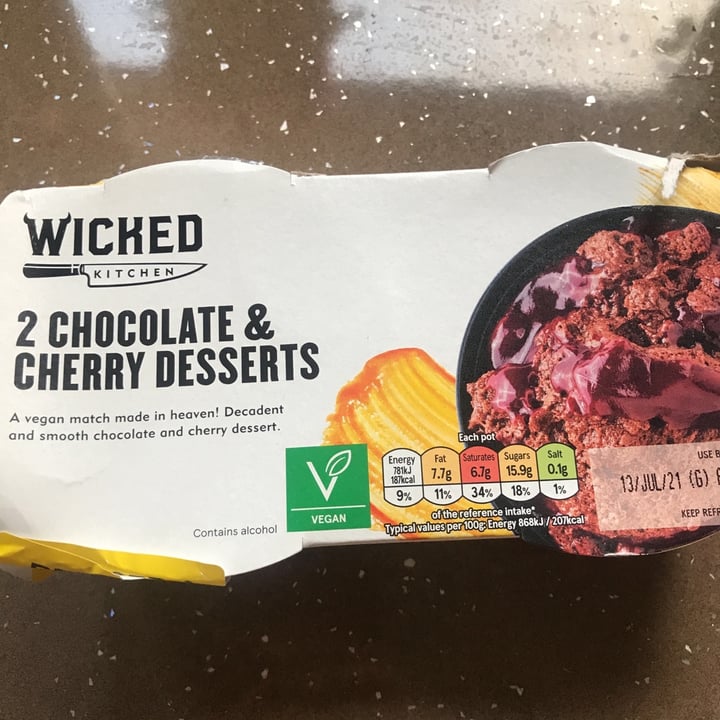 WICKED
KITCHEN
2 CHOCOLATE &
CHERRY DESSERTS
A vegan match made in heaven! Decadent
and smooth chocolate and cherry dessert.
Contains alcohol
V
VEGAN
Each pot
Energy 781kJ 187kcal 9%
Fat 7.7g 11%
Saturates 6.7g 34%
Sugars 15.9g 18%
Salt 0.1g 1%
of the reference intake*
Typical values per 100g: Energy 868kJ / 207kcal
USE
13/JUL/21 (G)
KEEP